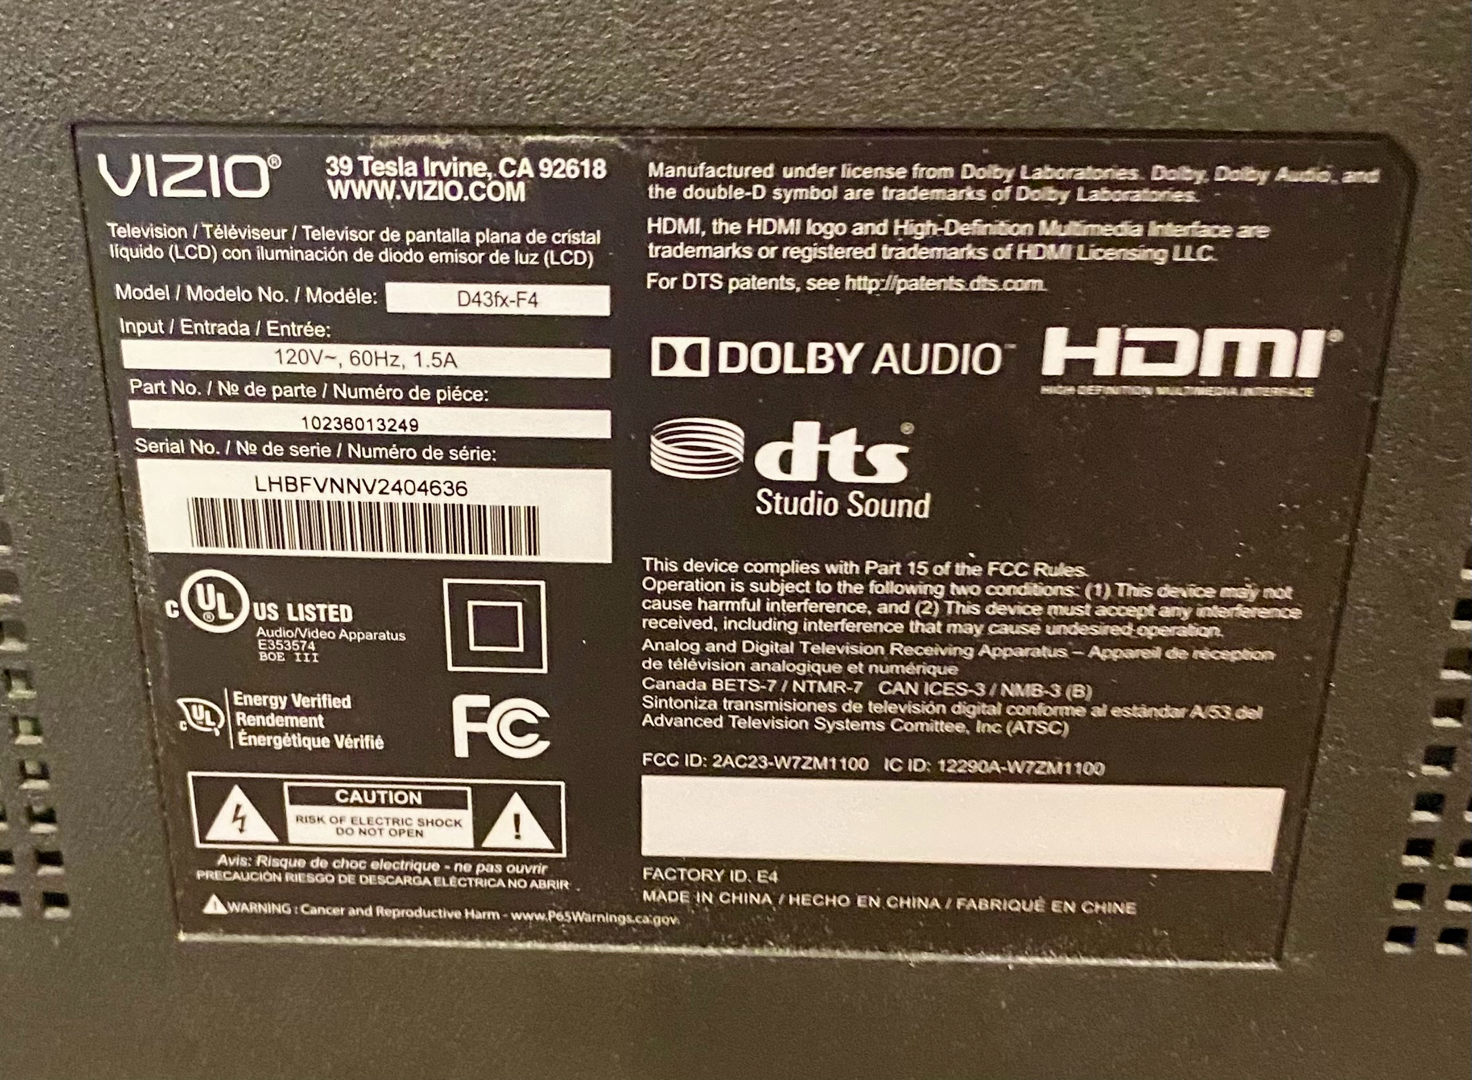 VIZIO®
39 Tesla Irvine, CA 92618
WWW.VIZIO.COM
Television / Téléviseur / Televisor de pantalla plana de cristal
líquido (LCD) con iluminación de diodo emisor de luz (LCD)
Model / Modelo No. / Modéle: D43fx-F4
Input / Entrada / Entrée:
120V~, 60Hz, 1.5A
Part No. / № de parte / Numéro de piéce:
10236013249
Serial No. / № de serie / Numéro de série:
LHBFVNNV2404636
C UL® US LISTED
Audio/Video Apparatus
E353574
BOE III
c UL Energy Verified
Rendement
Énergétique Vérifié
FC
CAUTION
RISK OF ELECTRIC SHOCK
DO NOT OPEN
Avis: Risque de choc electrique - ne pas ouvrir
PRECAUCIÓN RIESGO DE DESCARGA ELÉCTRICA NO ABRIR
WARNING : Cancer and Reproductive Harm - www.P65Warnings.ca.gov
Manufactured under license from Dolby Laboratories. Dolby, Dolby Audio, and
the double-D symbol are trademarks of Dolby Laboratories.
HDMI, the HDMI logo and High-Definition Multimedia Interface are
trademarks or registered trademarks of HDMI Licensing LLC.
For DTS patents, see http://patents.dts.com.
DOLBY AUDIO™
HDMI®
HIGH DEFINITION MULTIMEDIA INTERFACE
dts®
Studio Sound
This device complies with Part 15 of the FCC Rules.
Operation is subject to the following two conditions: (1) This device may not
cause harmful interference, and (2) This device must accept any interference
received, including interference that may cause undesired operation.
Analog and Digital Television Receiving Apparatus – Appareil de réception
de télévision analogique et numérique
Canada BETS-7 / NTMR-7 CAN ICES-3 / NMB-3 (B)
Sintoniza transmisiones de televisión digital conforme al estándar A/53 del
Advanced Television Systems Comittee, Inc (ATSC)
FCC ID: 2AC23-W7ZM1100 IC ID: 12290A-W7ZM1100
FACTORY ID. E4
MADE IN CHINA / HECHO EN CHINA / FABRIQUÉ EN CHINE